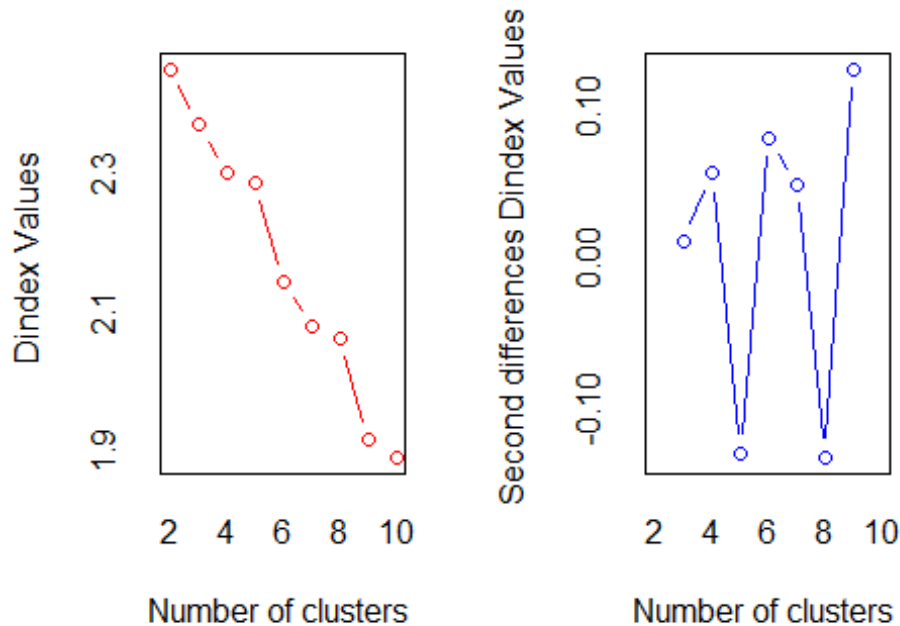 Dindex Values
2.3
2.1
1.9
2 4 6 8 10
Number of clusters
Second differences Dindex Values
0.10
0.00
-0.10
2 4 6 8 10
Number of clusters